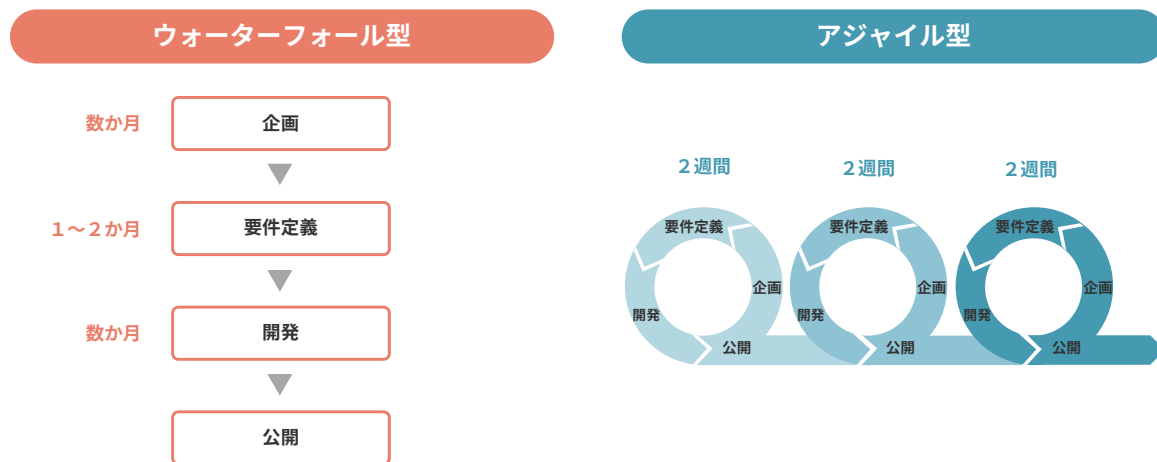 ウォーターフォール型
数か月
企画
1〜2か月
要件定義
数か月
開発
公開
アジャイル型
2週間
要件定義
企画
開発
公開
2週間
要件定義
企画
開発
公開
2週間
要件定義
企画
開発
公開